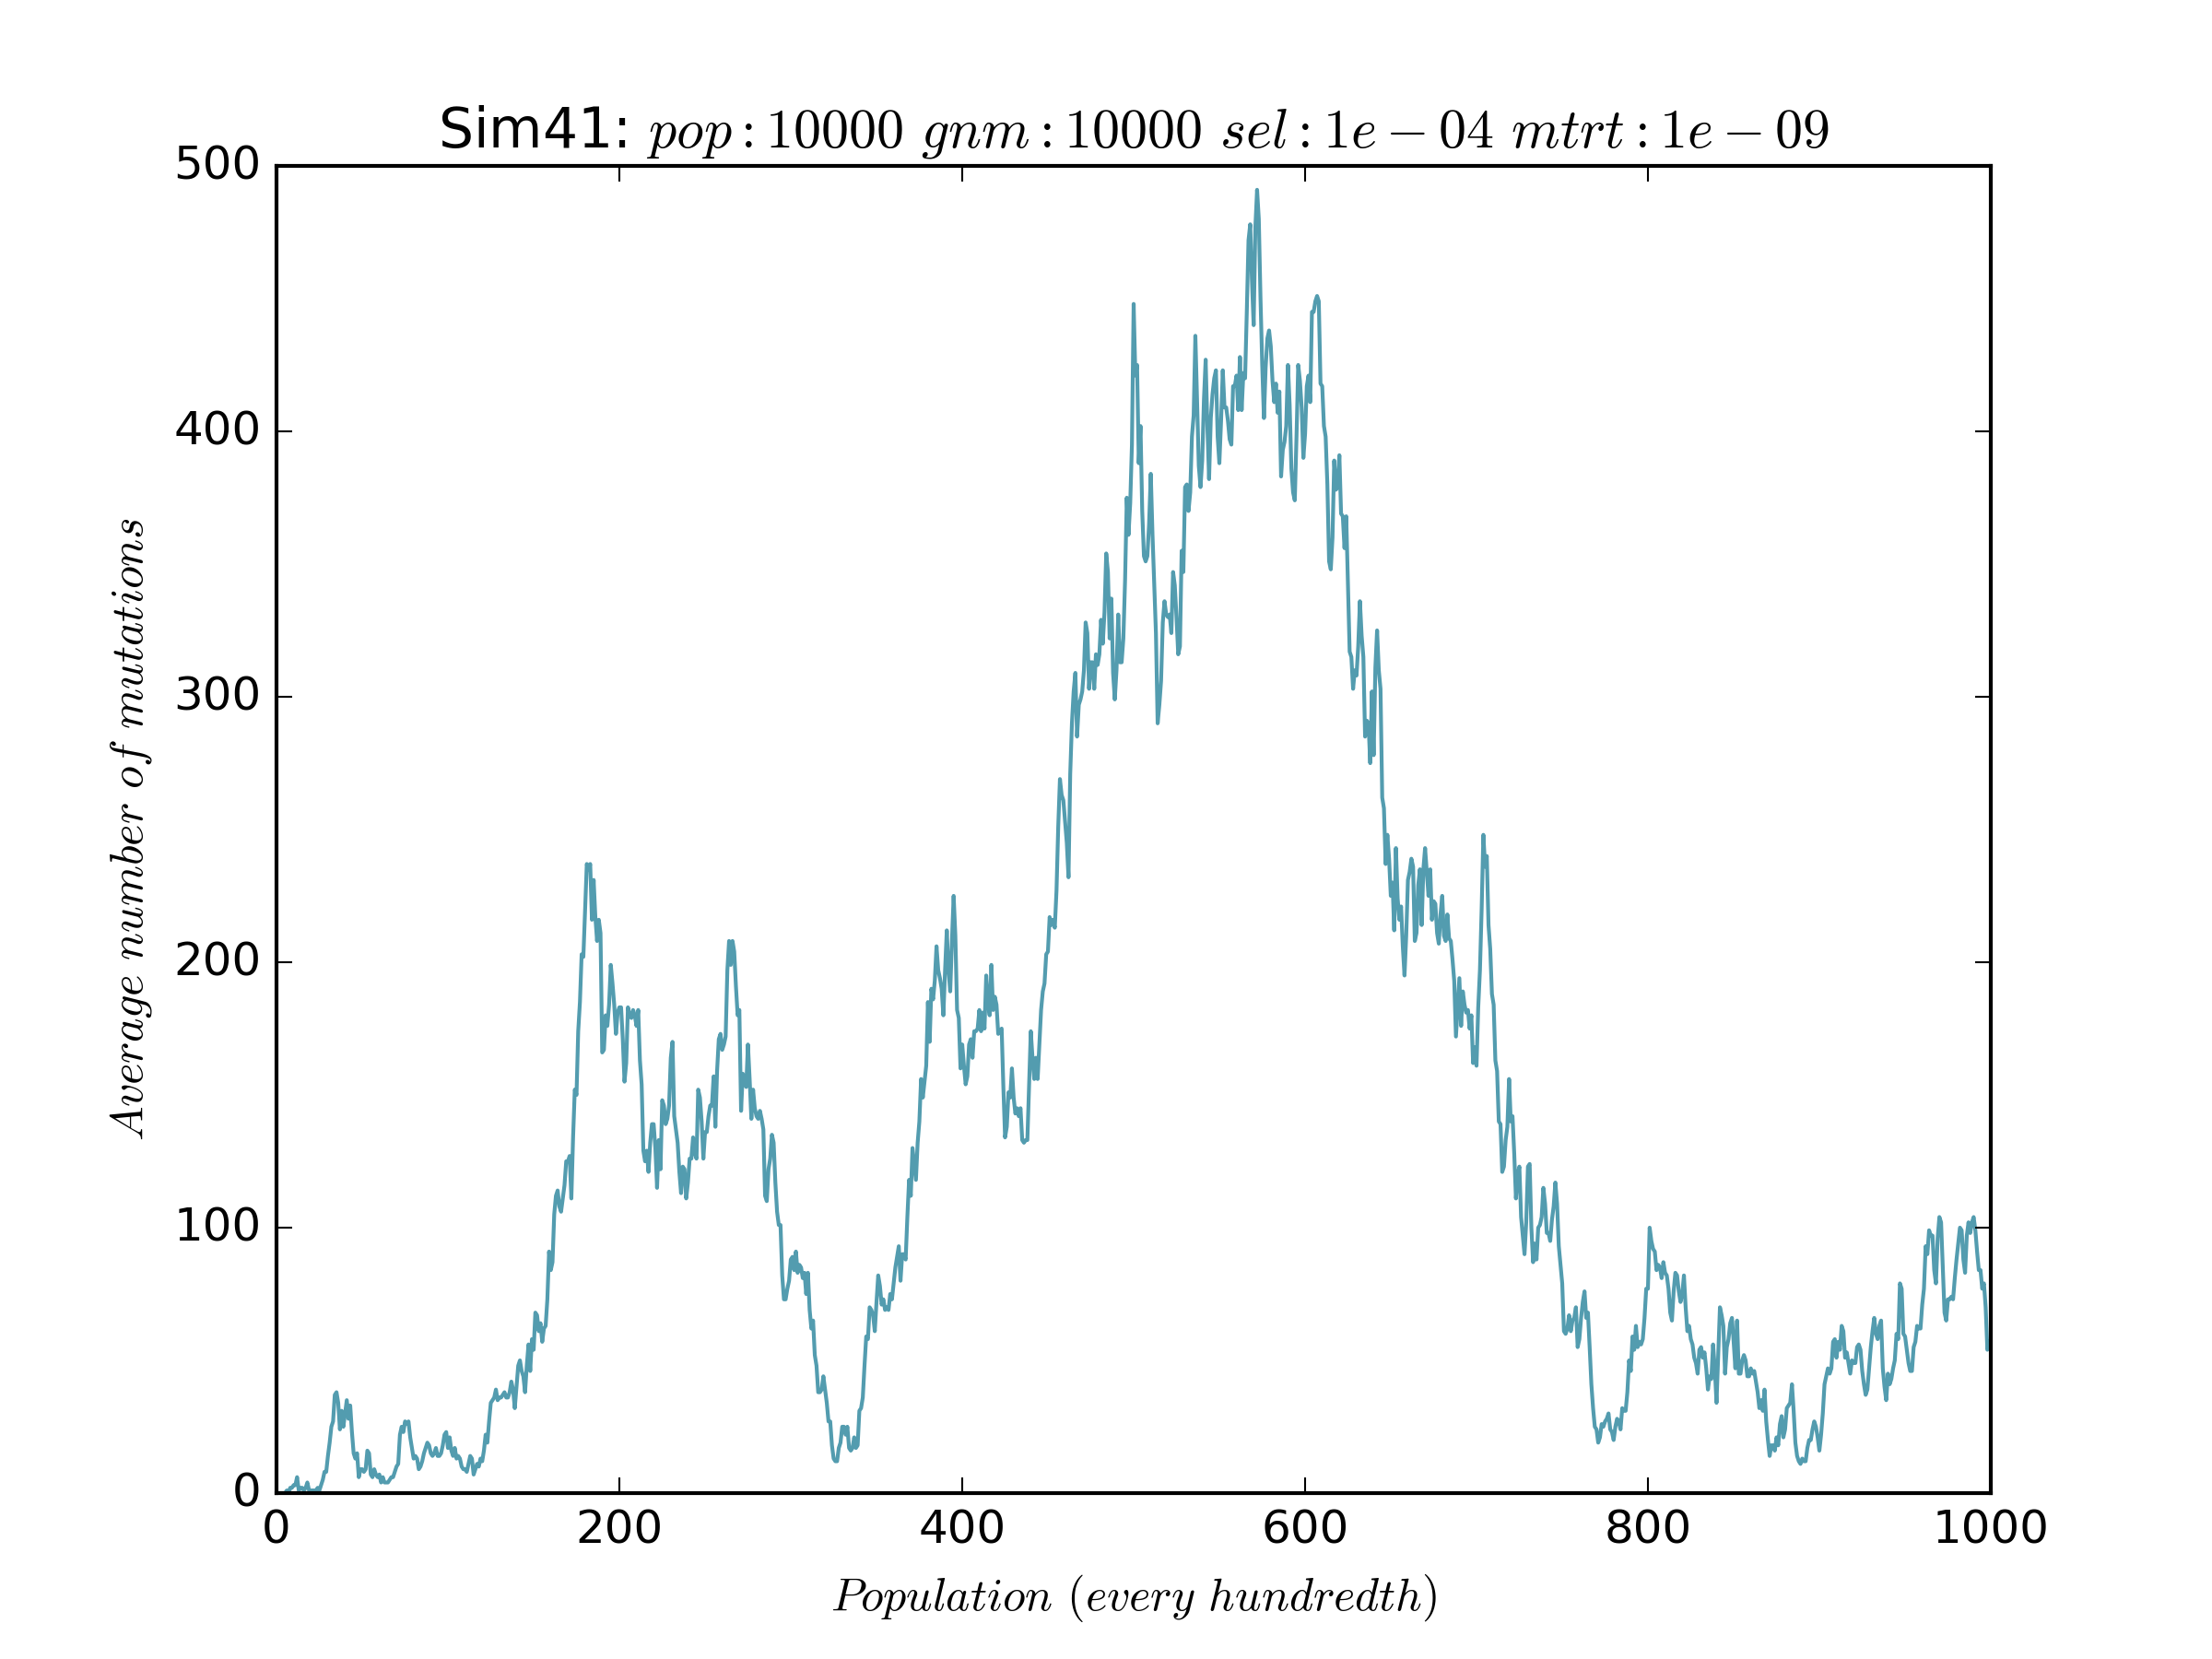 Sim41: pop : 10000 gnm : 10000 sel : 1e − 04 mtrt : 1e − 09
500
400
300
200
100
0
Average number of mutations
0 200 400 600 800 1000
Population (every hundredth)